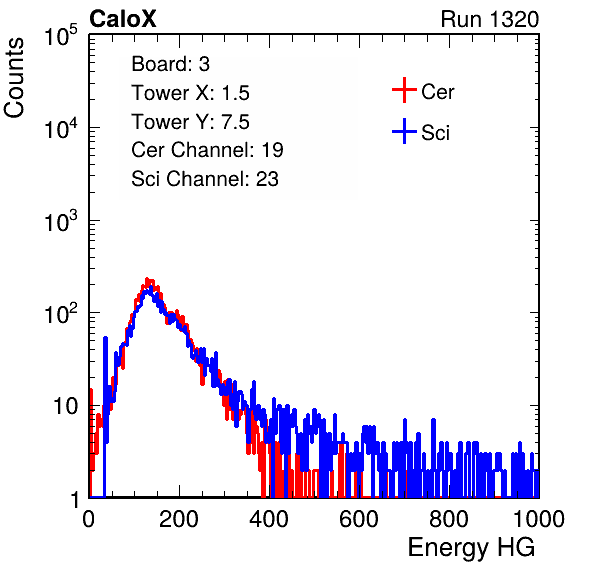 CaloX
Run 1320
Counts
Board: 3
Tower X: 1.5
Tower Y: 7.5
Cer Channel: 19
Sci Channel: 23
Cer
Sci
10^5
10^4
10^3
10^2
10
1
0 200 400 600 800 1000
Energy HG